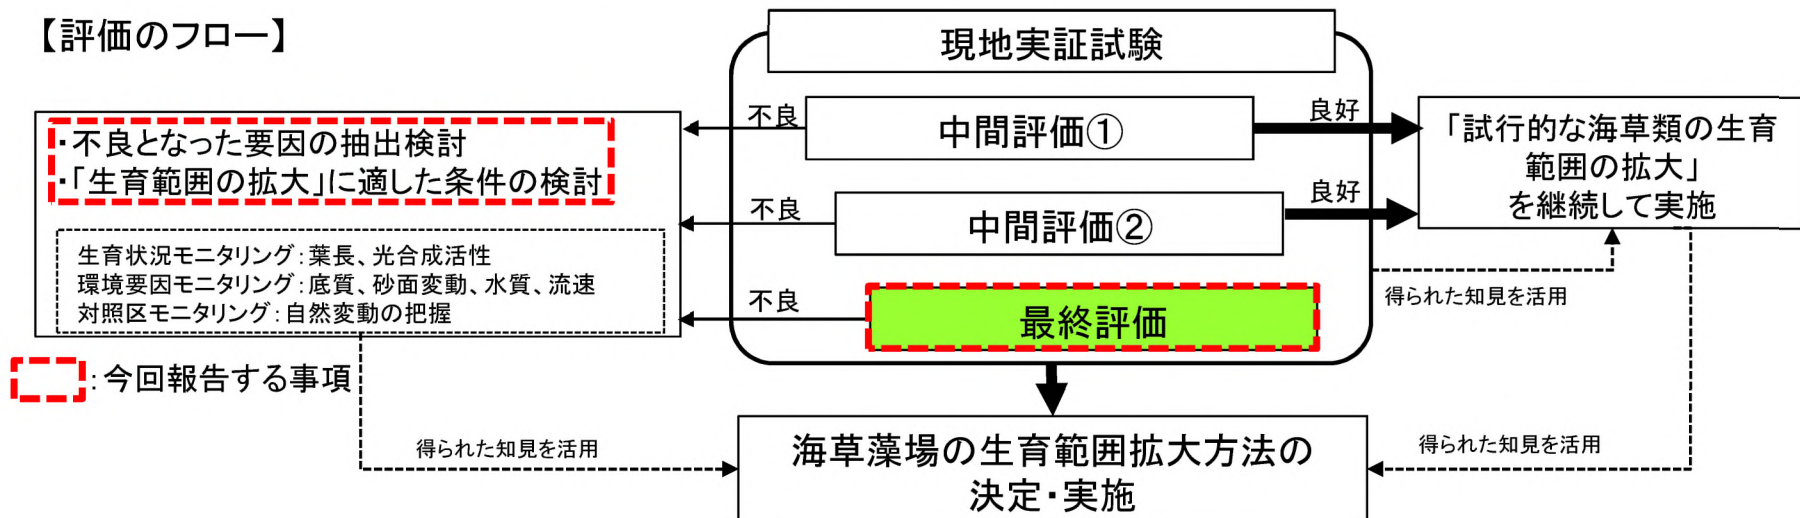 【評価のフロー】
現地実証試験
不良
中間評価①
良好
・不良となった要因の抽出検討
・「生育範囲の拡大」に適した条件の検討
「試行的な海草類の生育
範囲の拡大」
を継続して実施
不良
中間評価②
良好
生育状況モニタリング:葉長、光合成活性
環境要因モニタリング:底質、砂面変動、水質、流速
対照区モニタリング:自然変動の把握
不良
最終評価
得られた知見を活用
:今回報告する事項
得られた知見を活用
海草藻場の生育範囲拡大方法の
決定・実施
得られた知見を活用